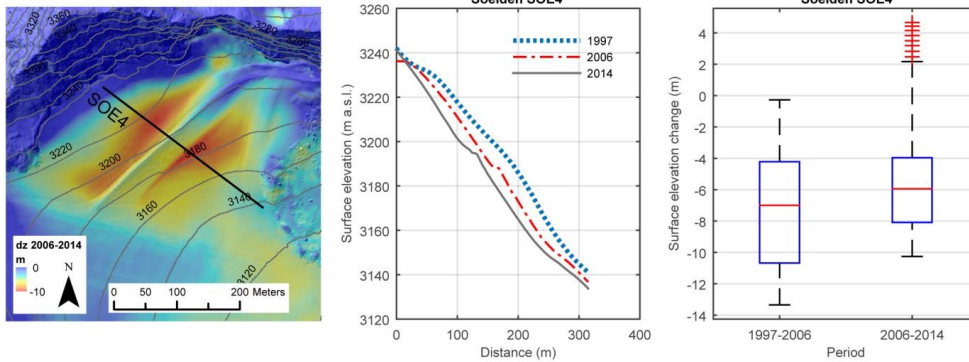 3320
3360
3280
3240
SOE4
3220
3200
3180
3160
3140
3120
dz 2006-2014
m
0
-10
N
0 50 100 200 Meters
Soelden SOE4
1997
2006
2014
3260
3240
3220
3200
3180
3160
3140
3120
Surface elevation (m a.s.l.)
0 100 200 300 400
Distance (m)
Soelden SOE4
4
2
0
-2
-4
-6
-8
-10
-12
-14
Surface elevation change (m)
1997-2006 2006-2014
Period